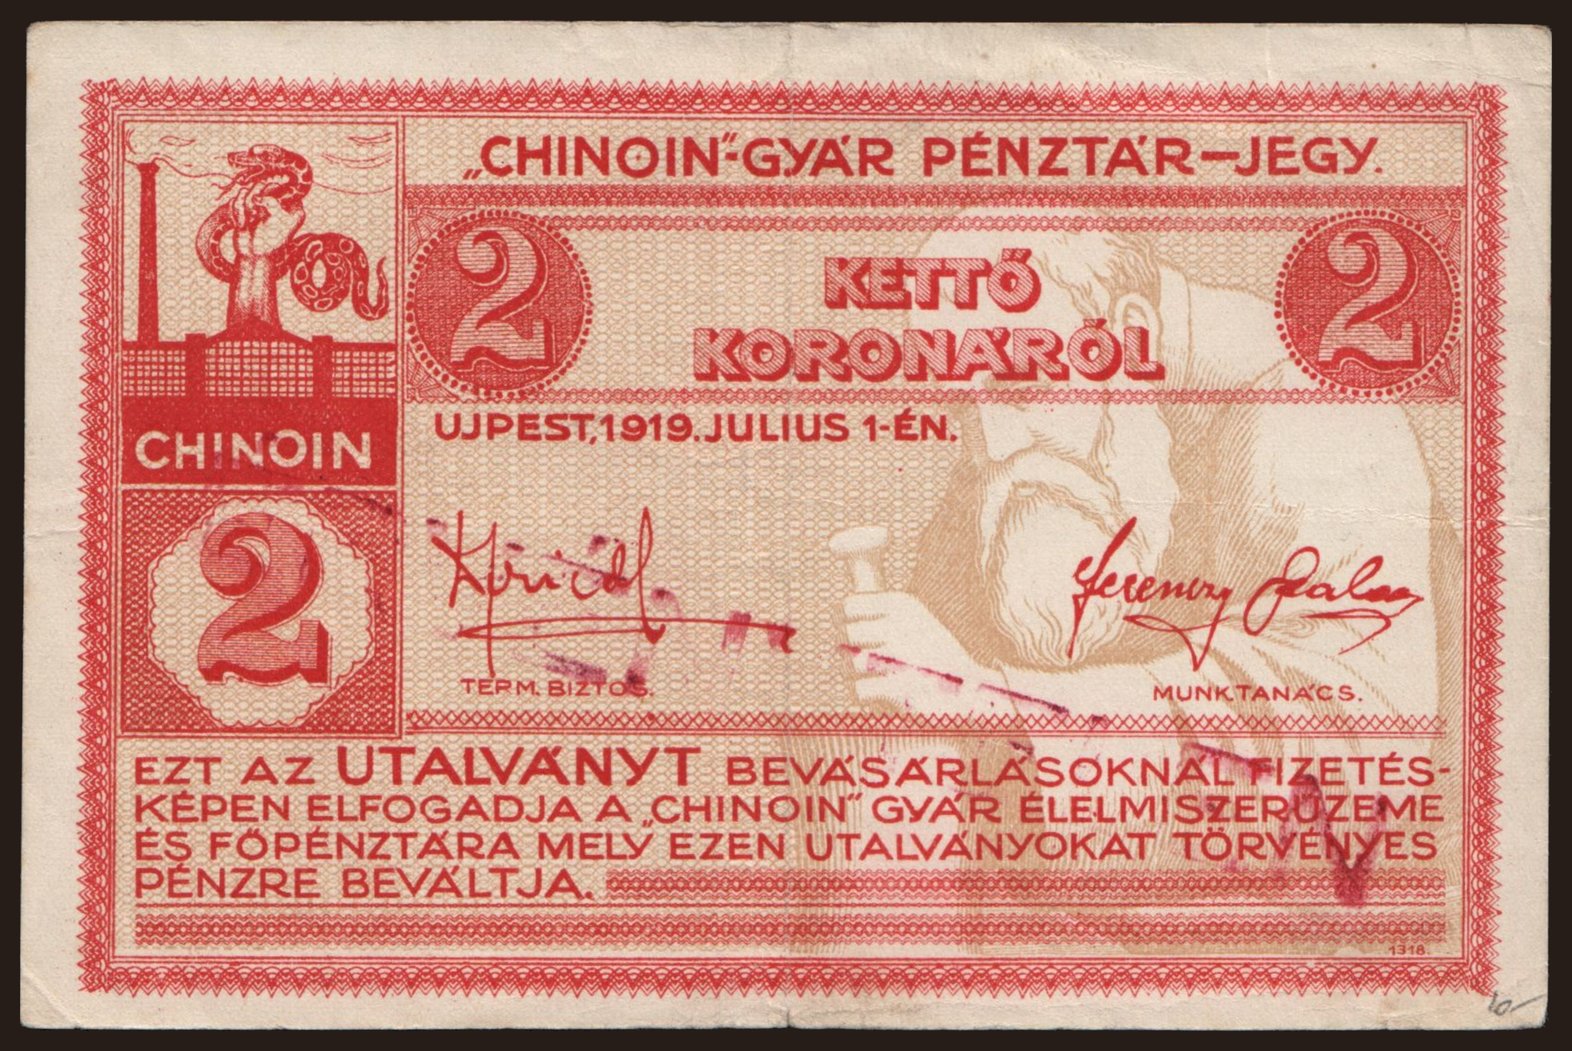 „CHINOIN"-GYÁR PÉNZTÁR-JEGY.
2
KETTŐ
2
KORONÁRÓL
CHINOIN
UJPEST, 1919. JULIUS 1-ÉN.
2
Ferenczy
TERM. BIZTOS.
MUNK.TANÁCS.
EZT AZ UTALVÁNYT BEVÁSÁRLÁSOKNÁL FIZETÉS-
KÉPEN ELFOGADJA A „CHINOIN" GYÁR ÉLELMISZERÜZEME
ÉS FŐPÉNZTÁRA MELY EZEN UTALVÁNYOKAT TÖRVÉNYES
PÉNZRE BEVÁLTJA.
1318.